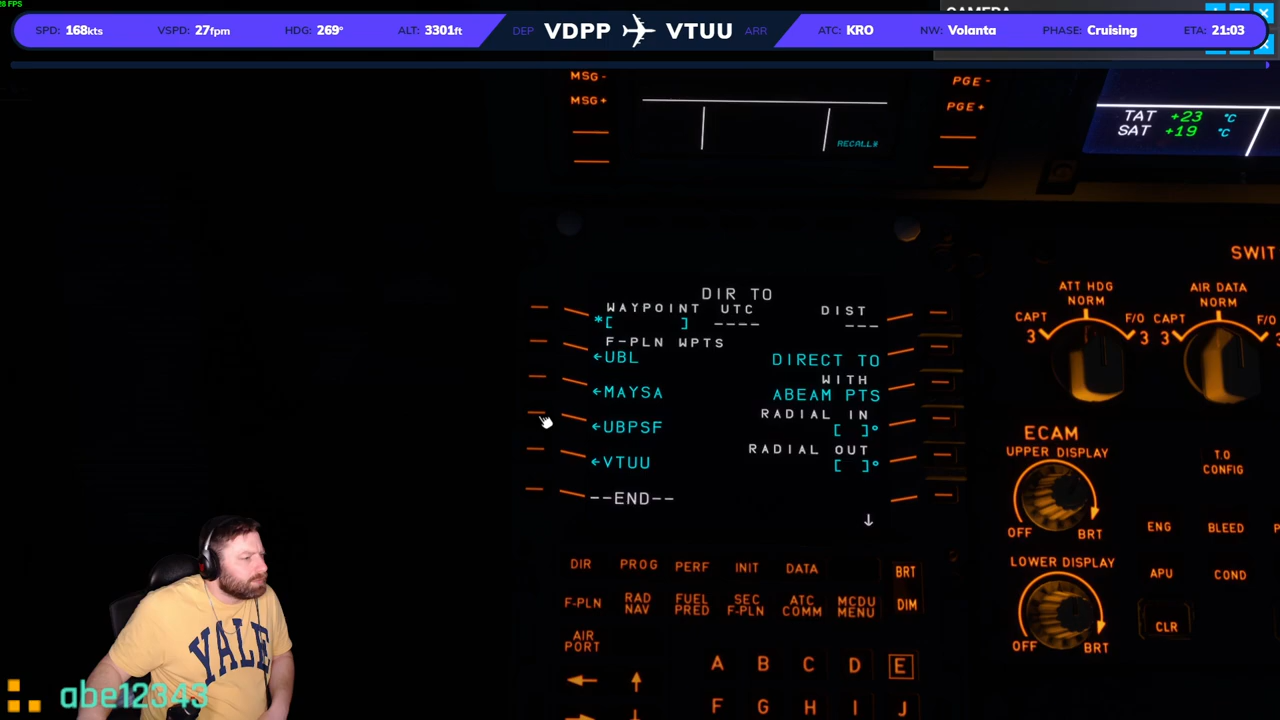 28 FPS
SPD: 168kts VSPD: 27fpm HDG: 269° ALT: 3301ft DEP VDPP VTUU ARR ATC: KRO NW: Volanta PHASE: Cruising ETA: 21:03
MSG- PGE-
MSG+ PGE+
RECALL
TAT +23 °C
SAT +19 °C
DIR TO
WAYPOINT UTC DIST
*[ ] ---- ---
F-PLN WPTS
←UBL DIRECT TO
WITH
←MAYSA ABEAM PTS
RADIAL IN
←UBPSF [ ]°
RADIAL OUT
←VTUU [ ]°
--END--
↓
DIR PROG PERF INIT DATA BRT
F-PLN RAD NAV FUEL PRED SEC F-PLN ATC COMM MCDU MENU DIM
AIR PORT
← ↑ A B C D E
F G H I J
SWIT
ATT HDG AIR DATA
NORM NORM
CAPT 3 F/O 3 CAPT 3 F/O 3
ECAM
UPPER DISPLAY
OFF BRT
LOWER DISPLAY
OFF BRT
T.O CONFIG
ENG BLEED
APU COND
CLR
YALE
abe12343